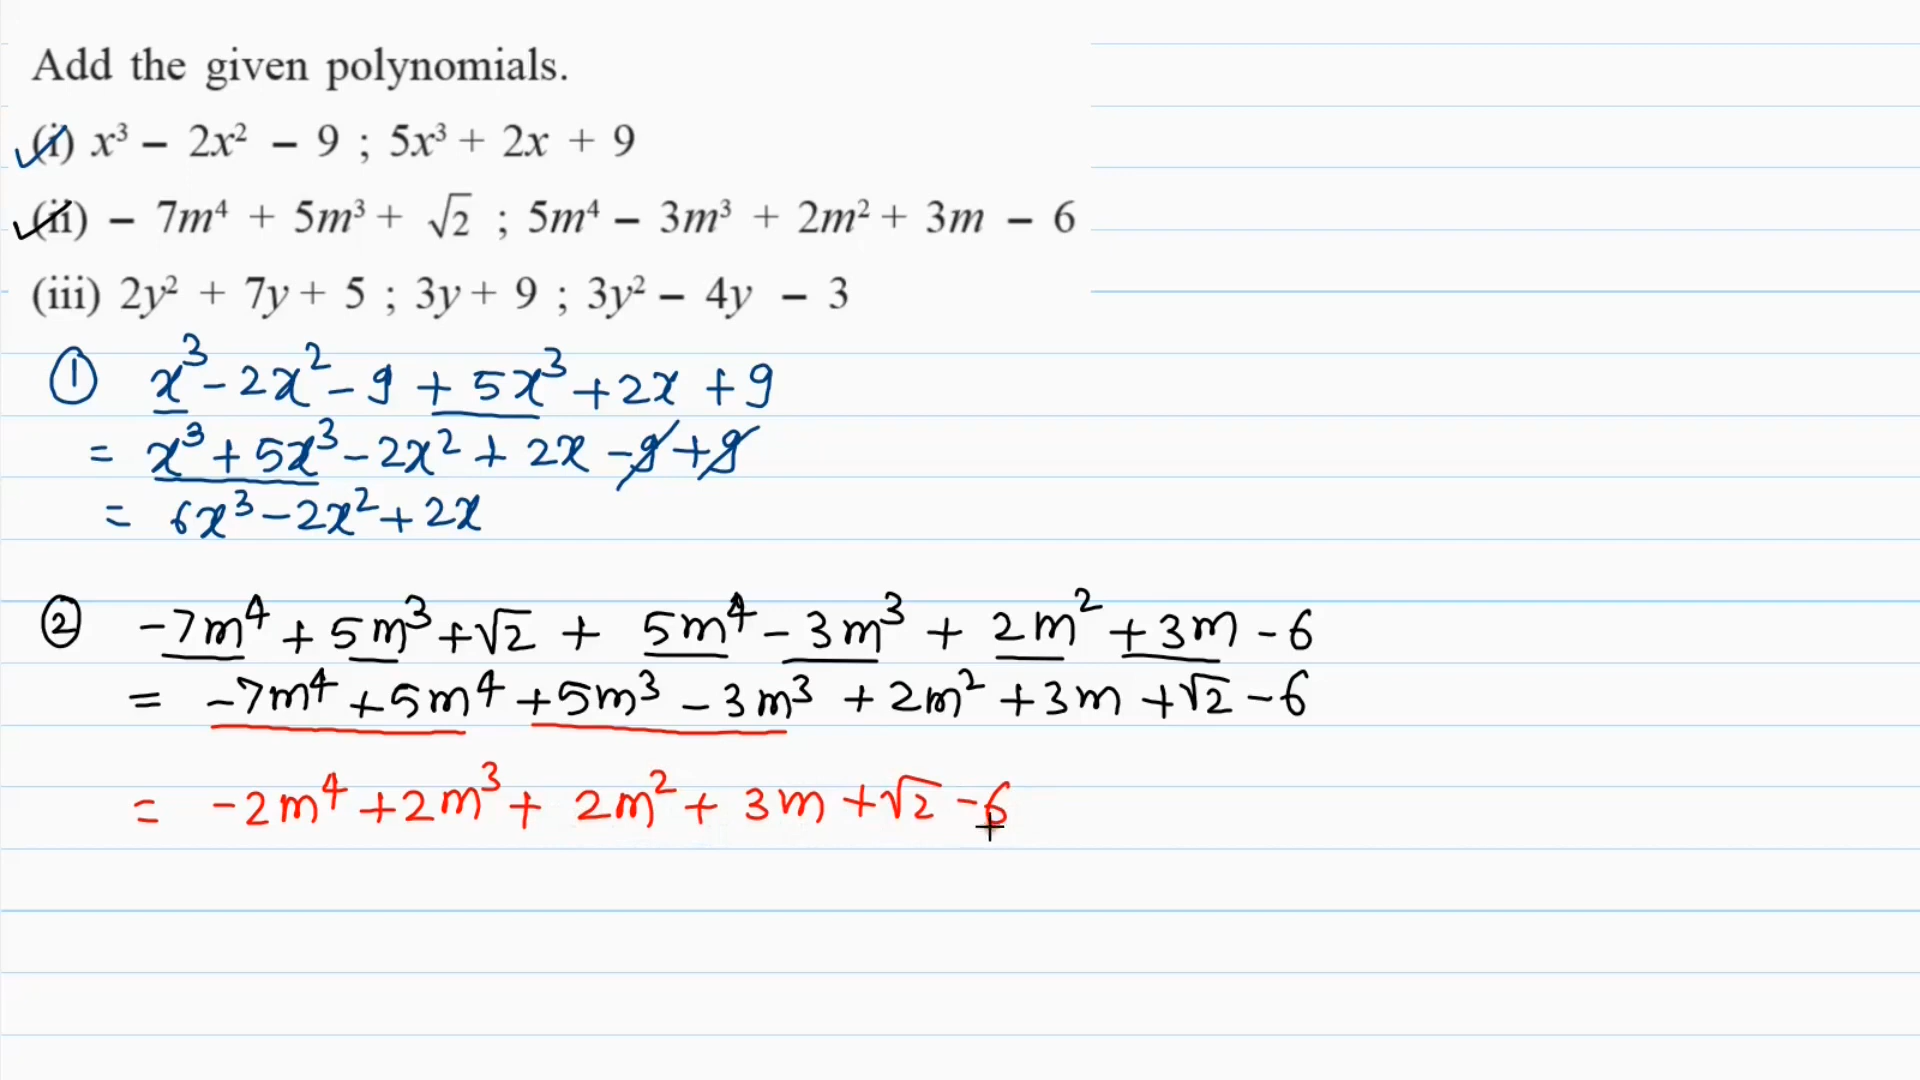 Add the given polynomials.
(i) x³ – 2x² – 9 ; 5x³ + 2x + 9
(ii) – 7m⁴ + 5m³ + √2 ; 5m⁴ – 3m³ + 2m² + 3m – 6
(iii) 2y² + 7y + 5 ; 3y + 9 ; 3y² – 4y – 3
① x³ - 2x² - 9 + 5x³ + 2x + 9
= x³ + 5x³ - 2x² + 2x - 9 + 9
= 6x³ - 2x² + 2x
② -7m⁴ + 5m³ + √2 + 5m⁴ - 3m³ + 2m² + 3m - 6
= -7m⁴ + 5m⁴ + 5m³ - 3m³ + 2m² + 3m + √2 - 6
= -2m⁴ + 2m³ + 2m² + 3m + √2 - 6